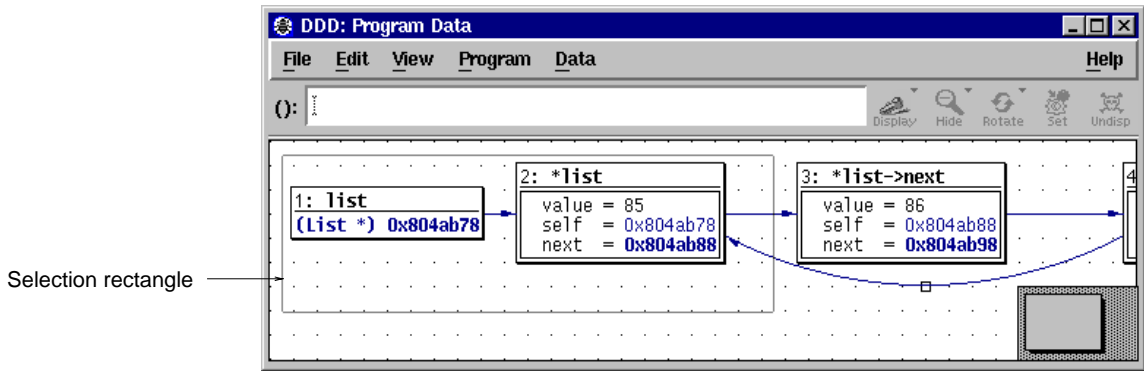 DDD: Program Data
File Edit View Program Data Help
():
Display Hide Rotate Set Undisp
1: list
(List *) 0x804ab78
2: *list
value = 85
self = 0x804ab78
next = 0x804ab88
3: *list->next
value = 86
self = 0x804ab88
next = 0x804ab98
4
Selection rectangle